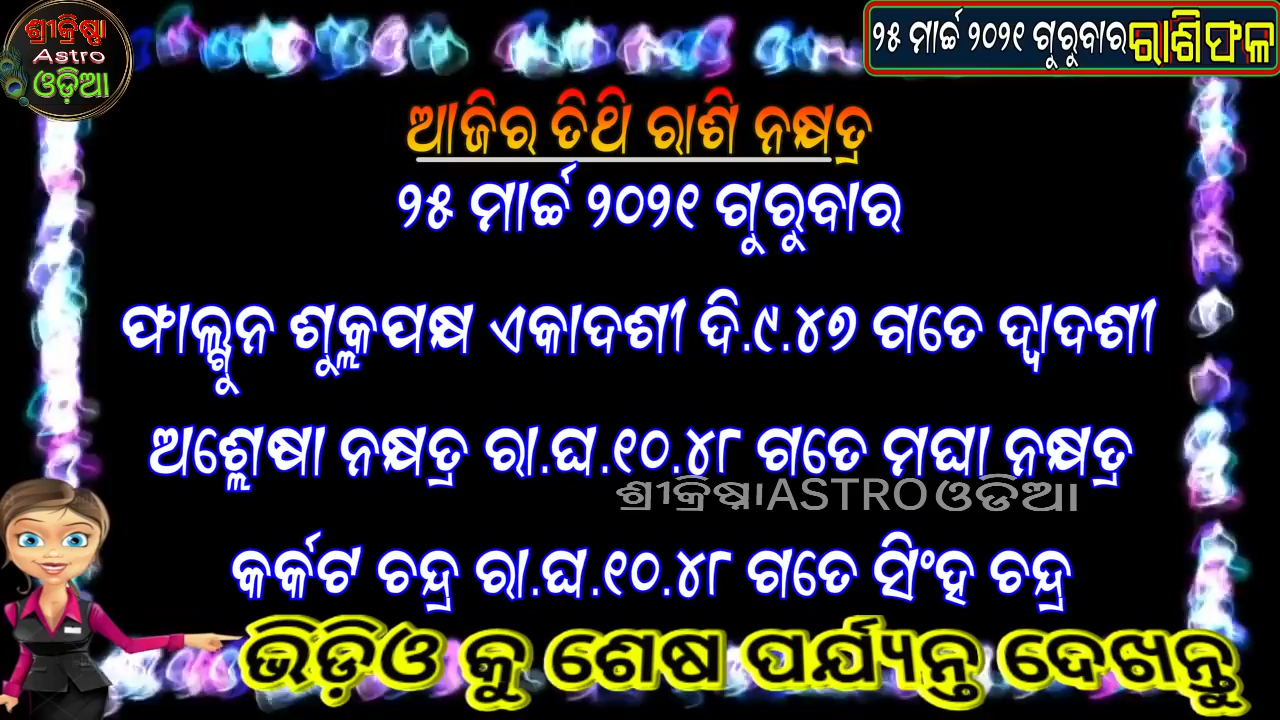 ଶ୍ରୀକ୍ରିଷ୍ନା
Astro
ଓଡ଼ିଆ
୨୫ ମାର୍ଚ୍ଚ ୨୦୨୧ ଗୁରୁବାର ରାଶିଫଳ
ଆଜିର ତିଥି ରାଶି ନକ୍ଷତ୍ର
୨୫ ମାର୍ଚ୍ଚ ୨୦୨୧ ଗୁରୁବାର
ଫାଲ୍ଗୁନ ଶୁକ୍ଳପକ୍ଷ ଏକାଦଶୀ ଦି.୯.୪୭ ଗତେ ଦ୍ୱାଦଶୀ
ଅଶ୍ଳେଷା ନକ୍ଷତ୍ର ରା.ଘ.୧୦.୪୮ ଗତେ ମଘା ନକ୍ଷତ୍ର
ଶ୍ରୀକ୍ରିଷ୍ନା ASTRO ଓଡିଆ
କର୍କଟ ଚନ୍ଦ୍ର ରା.ଘ.୧୦.୪୮ ଗତେ ସିଂହ ଚନ୍ଦ୍ର
ଭିଡ଼ିଓ କୁ ଶେଷ ପର୍ଯ୍ୟନ୍ତ ଦେଖନ୍ତୁ